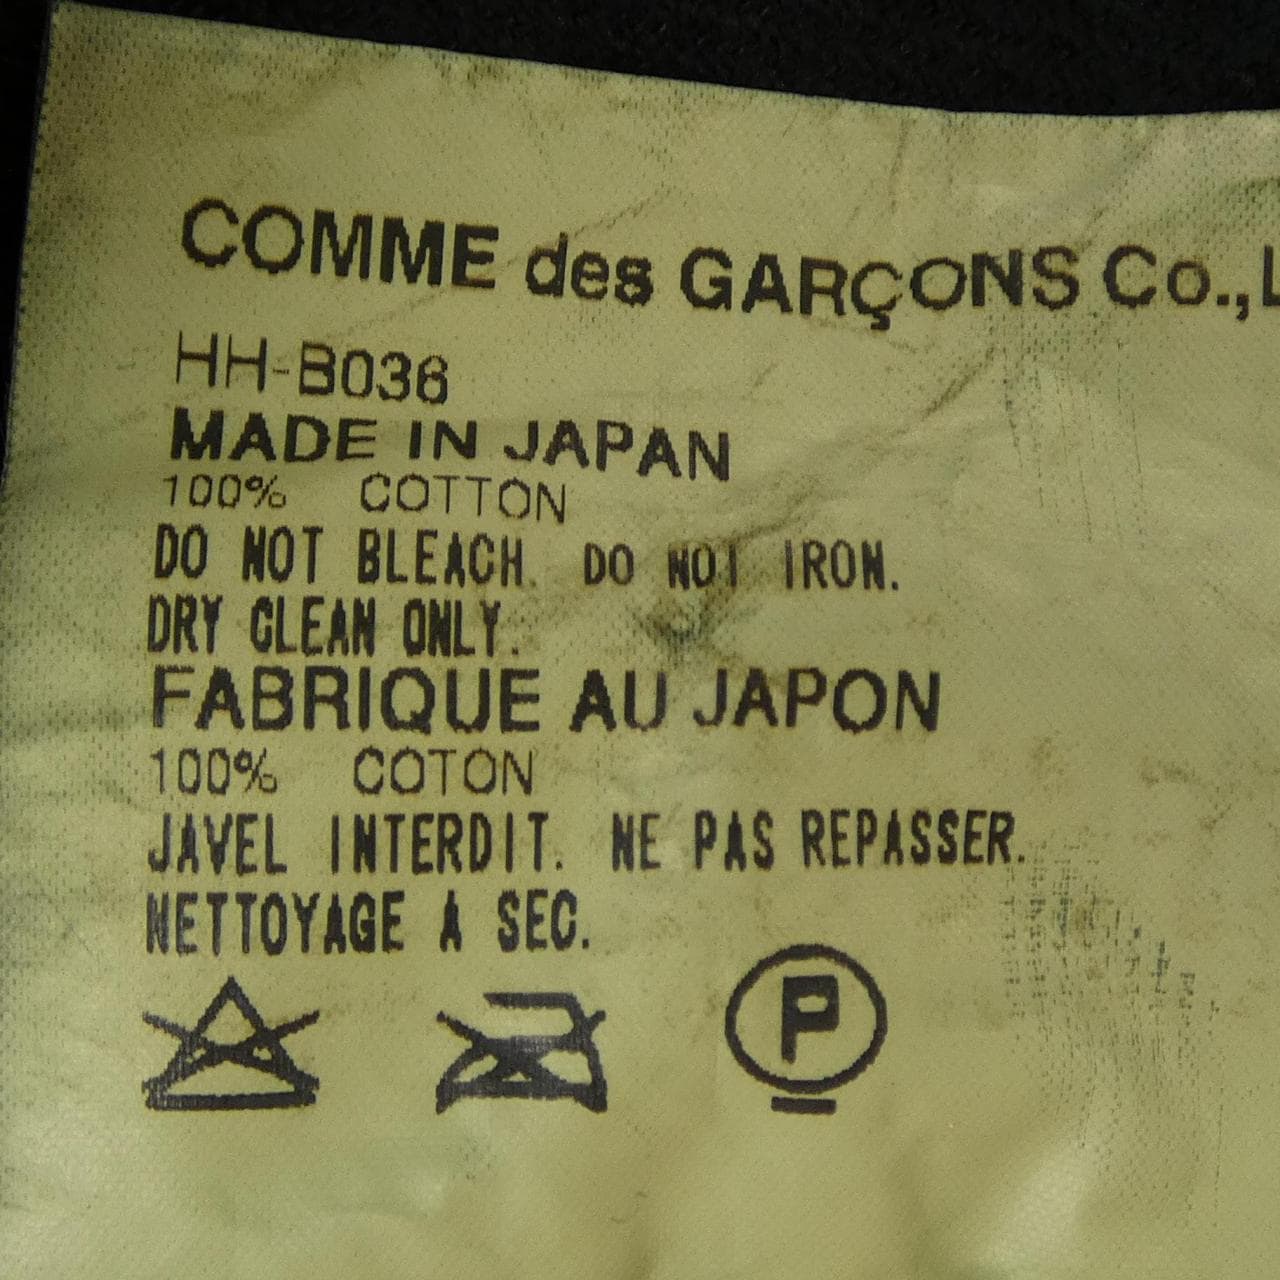 COMME des GARÇONS Co.,L
HH-B036
MADE IN JAPAN
100% COTTON
DO NOT BLEACH. DO NOT IRON.
DRY CLEAN ONLY.
FABRIQUE AU JAPON
100% COTON
JAVEL INTERDIT. NE PAS REPASSER.
NETTOYAGE A SEC.
P